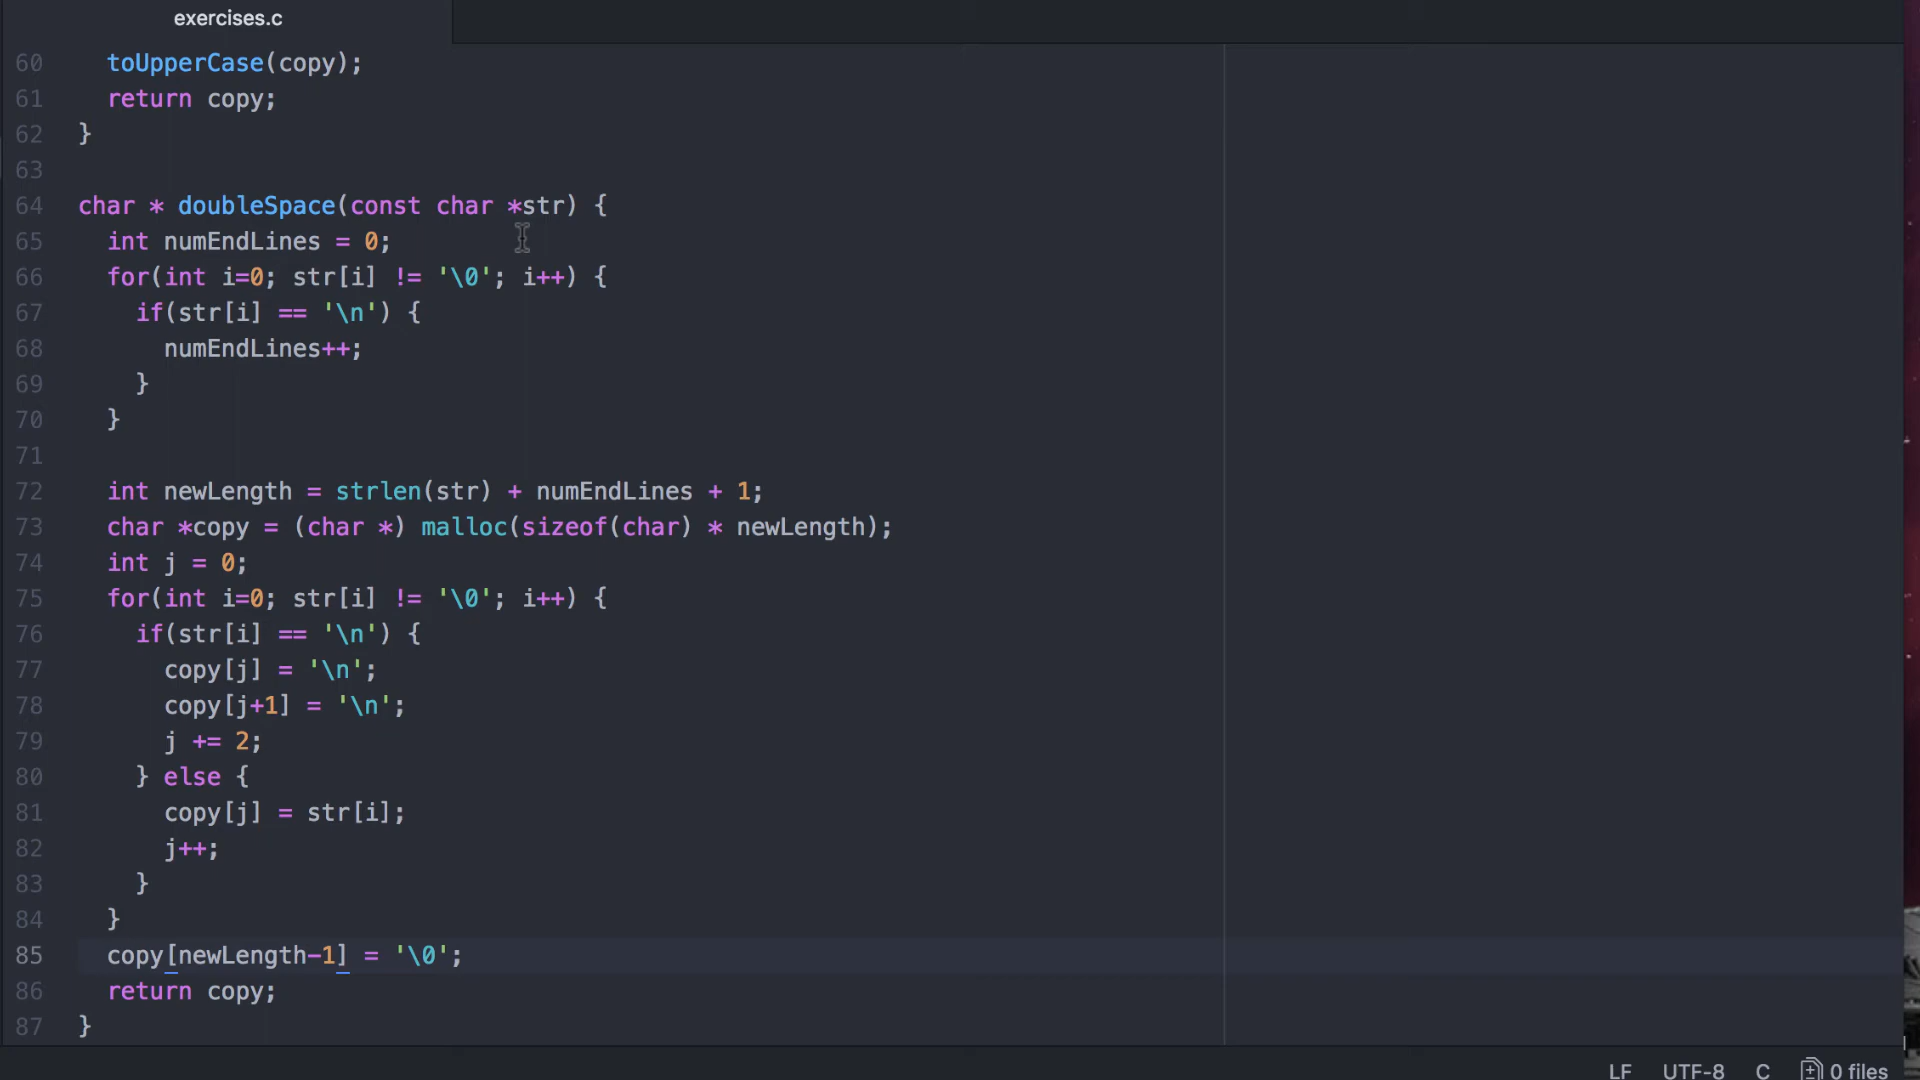 exercises.c
60 toUpperCase(copy);
61 return copy;
62 }
63
64 char * doubleSpace(const char *str) {
65 int numEndLines = 0;
66 for(int i=0; str[i] != '\0'; i++) {
67 if(str[i] == '\n') {
68 numEndLines++;
69 }
70 }
71
72 int newLength = strlen(str) + numEndLines + 1;
73 char *copy = (char *) malloc(sizeof(char) * newLength);
74 int j = 0;
75 for(int i=0; str[i] != '\0'; i++) {
76 if(str[i] == '\n') {
77 copy[j] = '\n';
78 copy[j+1] = '\n';
79 j += 2;
80 } else {
81 copy[j] = str[i];
82 j++;
83 }
84 }
85 copy[newLength-1] = '\0';
86 return copy;
87 }
LF UTF-8 C 0 files